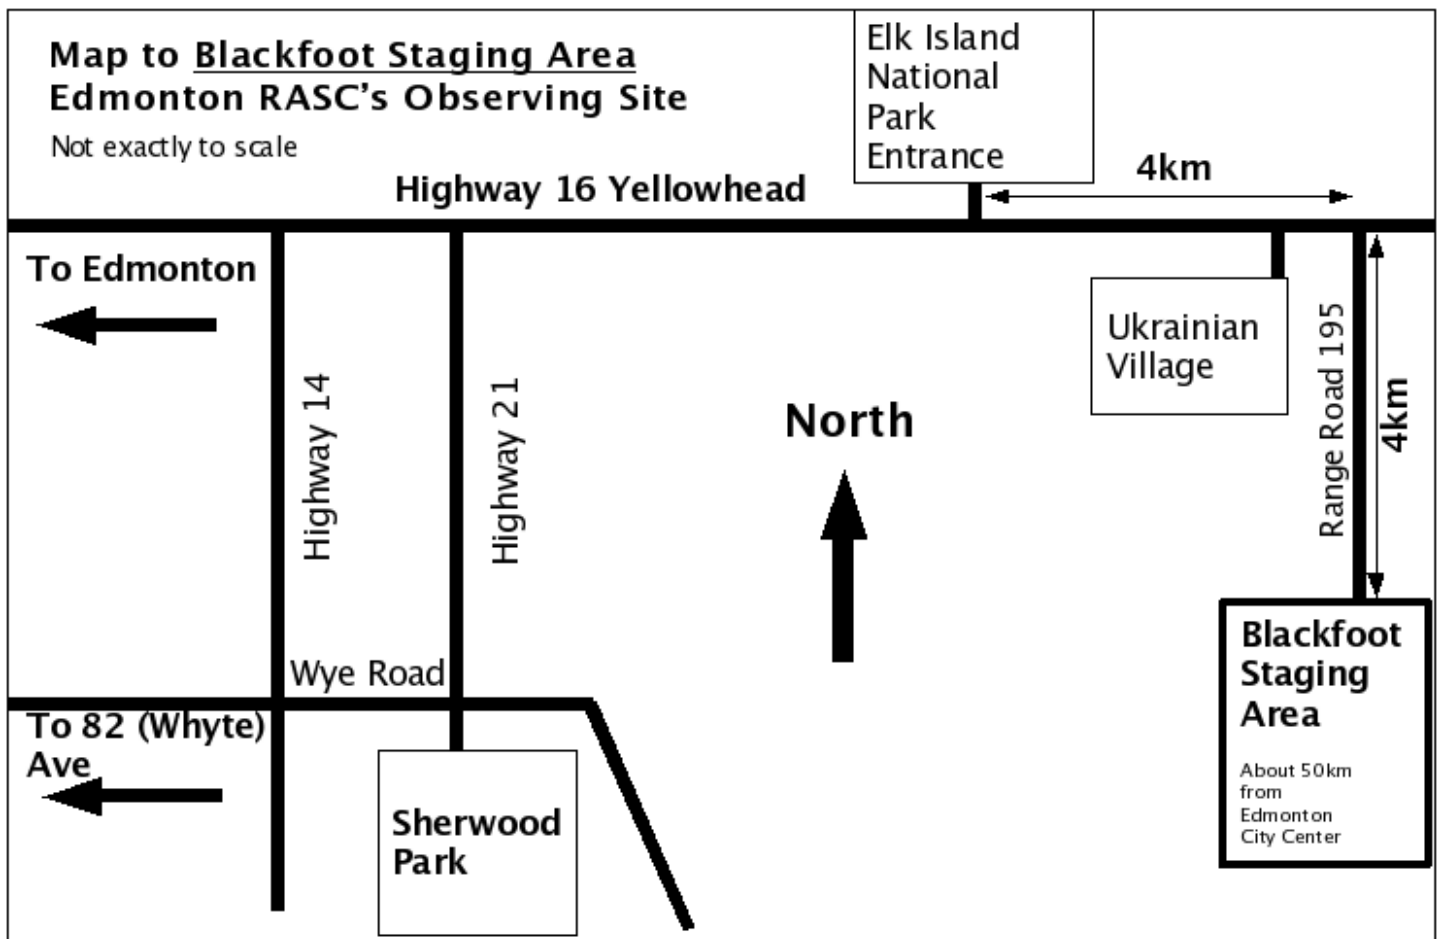 Map to Blackfoot Staging Area
Edmonton RASC's Observing Site
Not exactly to scale
Elk Island
National
Park
Entrance
4km
Highway 16 Yellowhead
To Edmonton
Highway 14
Highway 21
North
Ukrainian
Village
Range Road 195
4km
Wye Road
To 82 (Whyte)
Ave
Sherwood
Park
Blackfoot
Staging
Area
About 50km
from
Edmonton
City Center